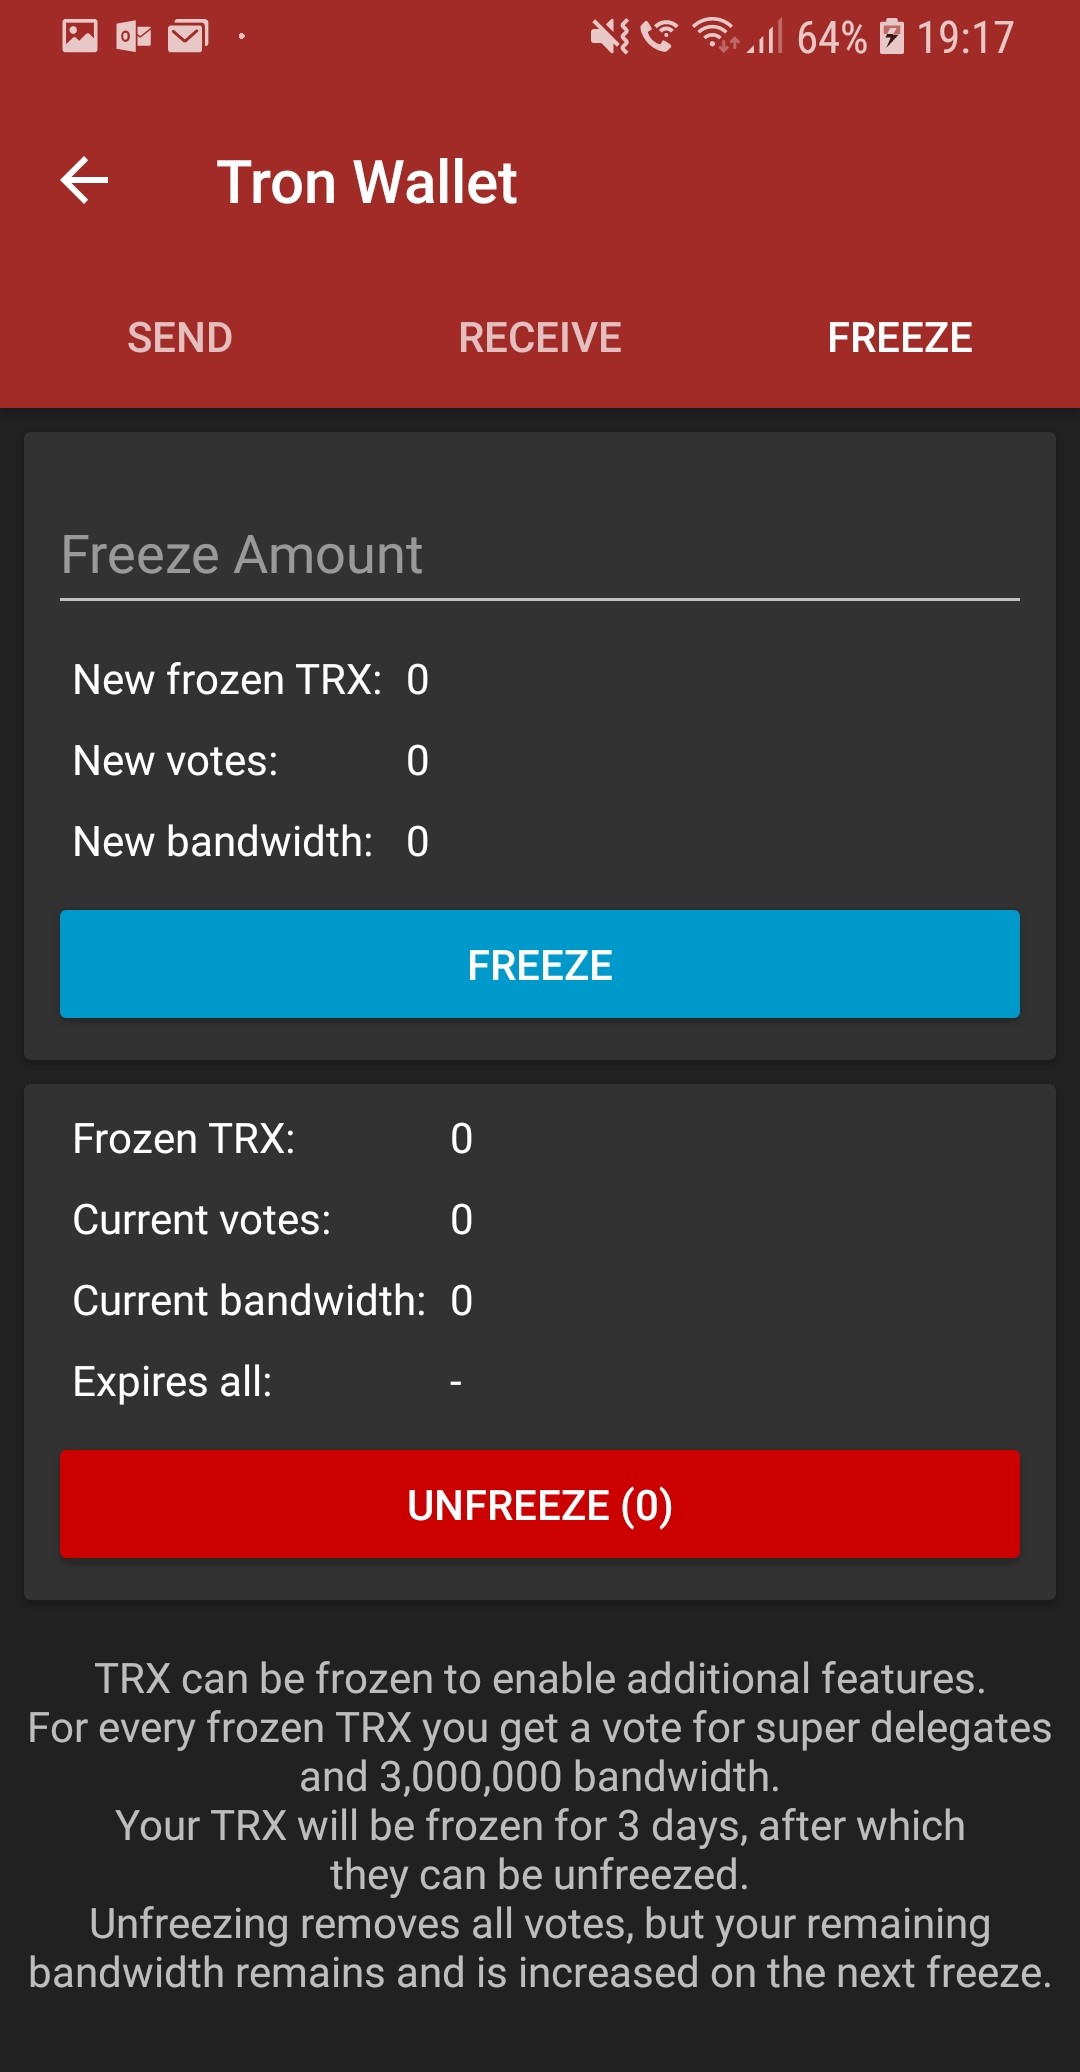 64% 19:17
Tron Wallet
SEND RECEIVE FREEZE
Freeze Amount
New frozen TRX: 0
New votes: 0
New bandwidth: 0
FREEZE
Frozen TRX: 0
Current votes: 0
Current bandwidth: 0
Expires all: -
UNFREEZE (0)
TRX can be frozen to enable additional features.
For every frozen TRX you get a vote for super delegates
and 3,000,000 bandwidth.
Your TRX will be frozen for 3 days, after which
they can be unfreezed.
Unfreezing removes all votes, but your remaining
bandwidth remains and is increased on the next freeze.